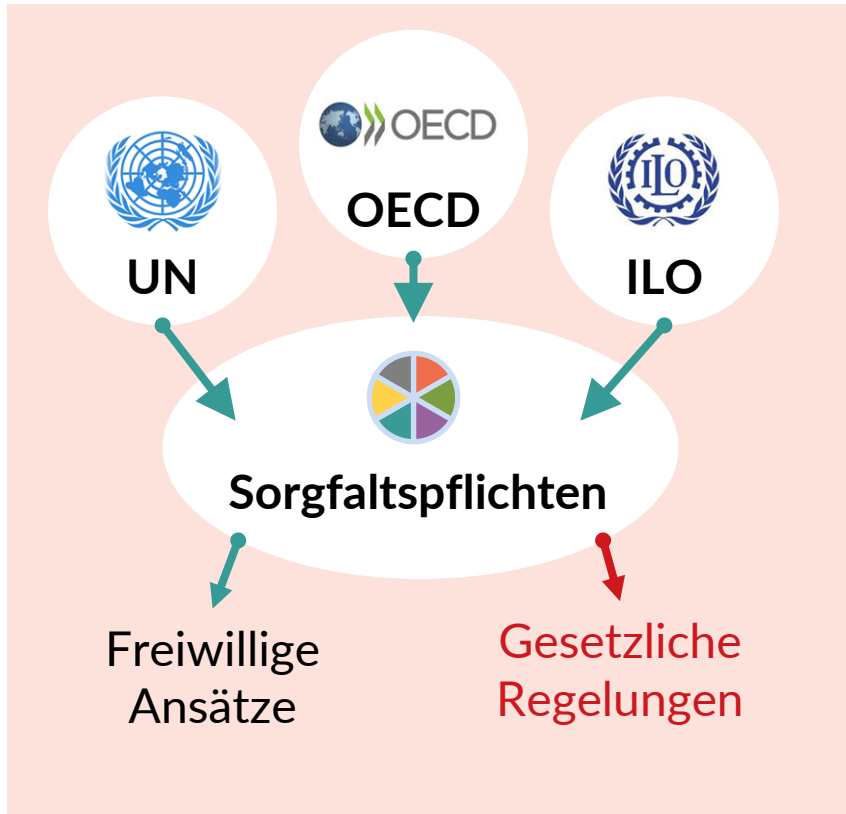 OECD
OECD
ILO
UN
ILO
Sorgfaltspflichten
Freiwillige
Ansätze
Gesetzliche
Regelungen